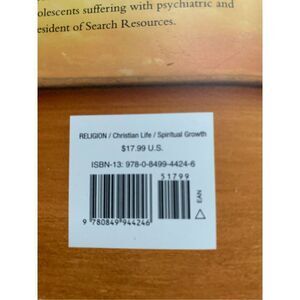 olescents suffering with psychiatric and
esident of Search Resources.
RELIGION / Christian Life / Spiritual Growth
$17.99 U.S.
ISBN-13: 978-0-8499-4424-6
51799
EAN
9 780849 944246